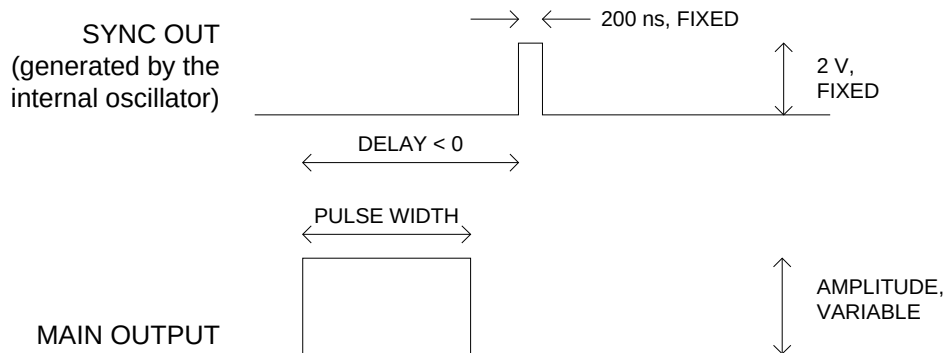 SYNC OUT
(generated by the
internal oscillator)
200 ns, FIXED
2 V,
FIXED
DELAY < 0
PULSE WIDTH
AMPLITUDE,
VARIABLE
MAIN OUTPUT